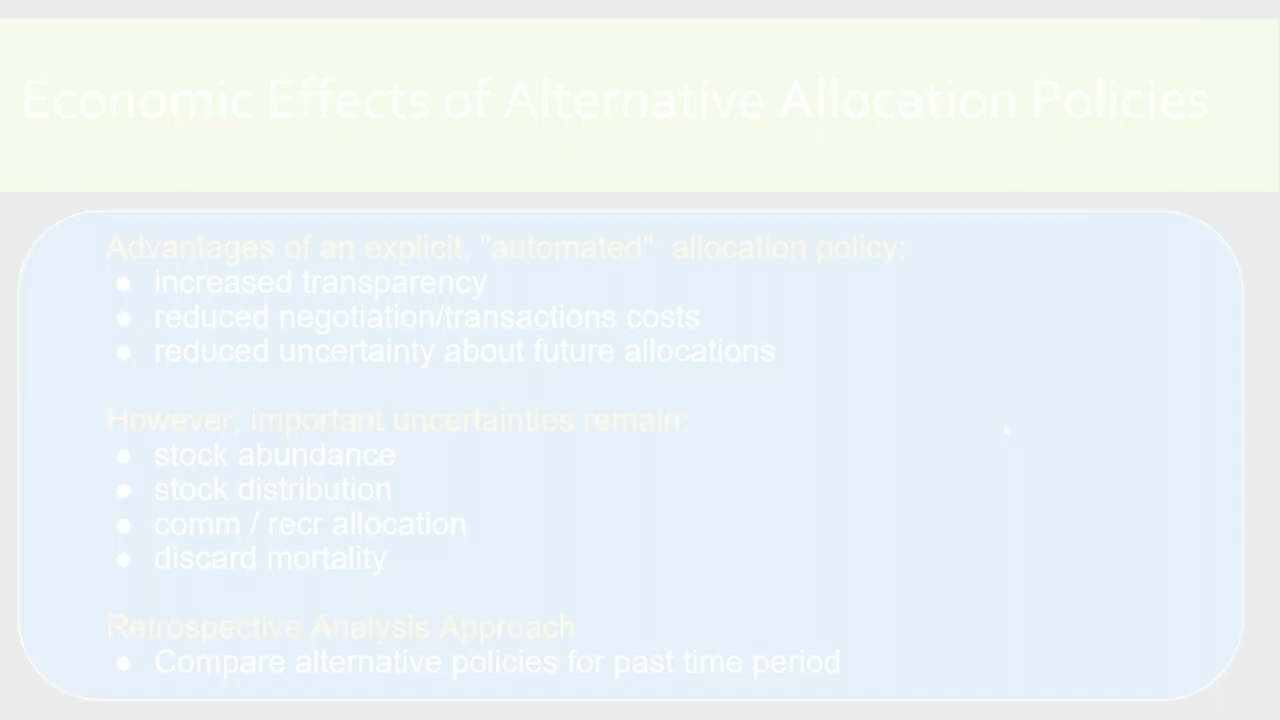 Economic Effects of Alternative Allocation Policies
Advantages of an explicit, "automated" allocation policy:
● increased transparency
● reduced negotiation/transactions costs
● reduced uncertainty about future allocations
However, important uncertainties remain:
● stock abundance
● stock distribution
● comm / recr allocation
● discard mortality
Retrospective Analysis Approach
● Compare alternative policies for past time period